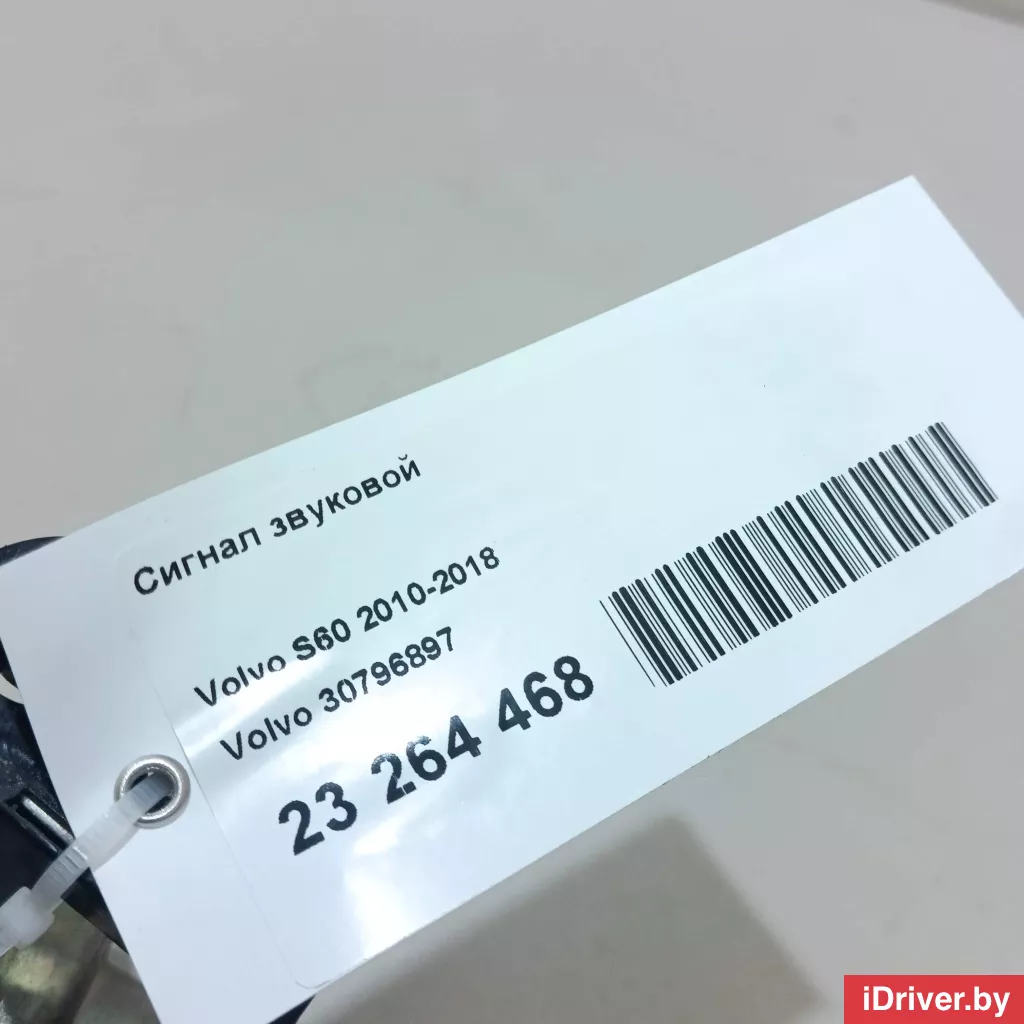 Сигнал звуковой
Volvo S60 2010-2018
Volvo 30796897
23 264 468
iDriver.by